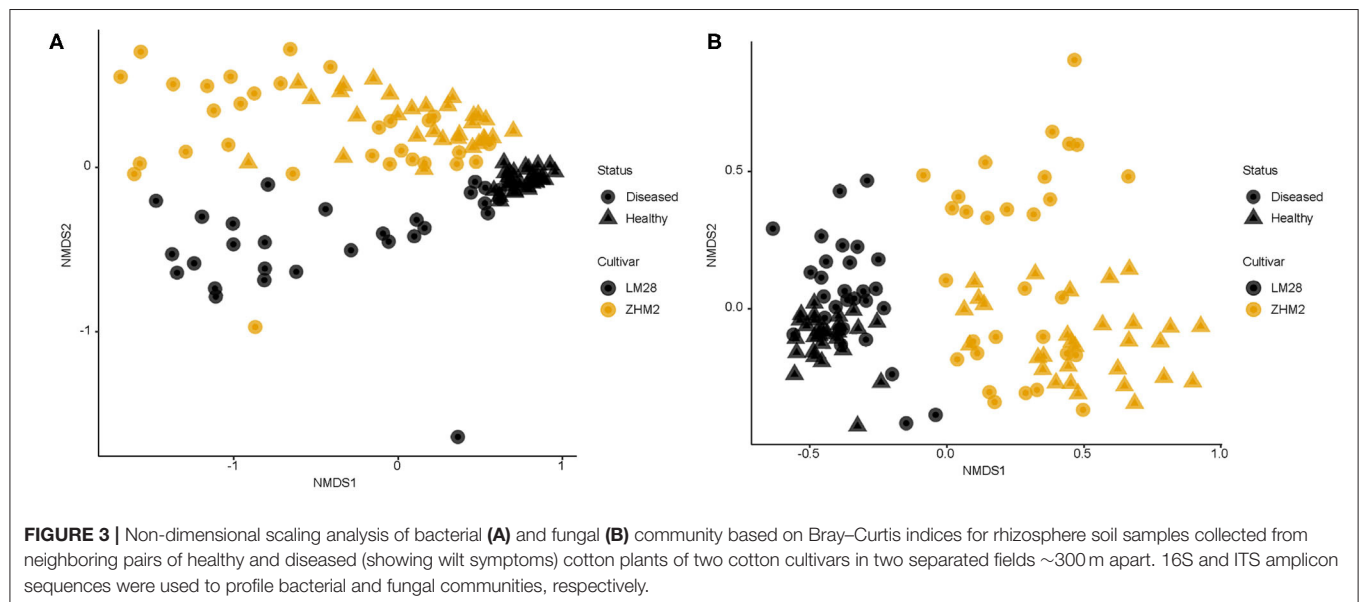 A
0
-1
NMDS2
-1
0
1
NMDS1
Status
Diseased
Healthy
Cultivar
LM28
ZHM2
B
0.5
0.0
NMDS2
-0.5
0.0
0.5
1.0
NMDS1
Status
Diseased
Healthy
Cultivar
LM28
ZHM2
FIGURE 3 | Non-dimensional scaling analysis of bacterial (A) and fungal (B) community based on Bray–Curtis indices for rhizosphere soil samples collected from
neighboring pairs of healthy and diseased (showing wilt symptoms) cotton plants of two cotton cultivars in two separated fields ∼300 m apart. 16S and ITS amplicon
sequences were used to profile bacterial and fungal communities, respectively.